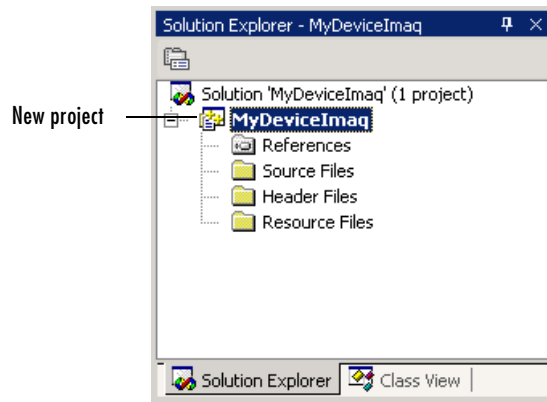 Solution Explorer - MyDeviceImaq
Solution 'MyDeviceImaq' (1 project)
New project
MyDeviceImaq
References
Source Files
Header Files
Resource Files
Solution Explorer
Class View